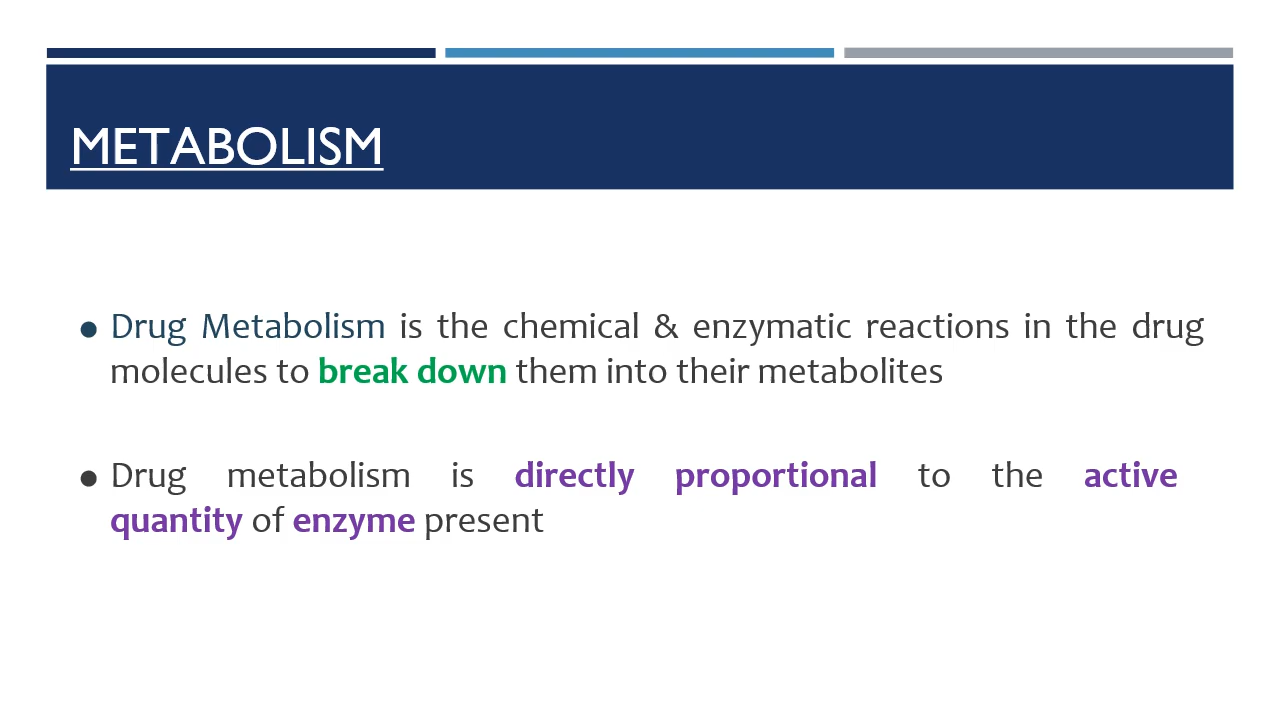 METABOLISM
● Drug Metabolism is the chemical & enzymatic reactions in the drug
molecules to break down them into their metabolites
● Drug metabolism is directly proportional to the active
quantity of enzyme present